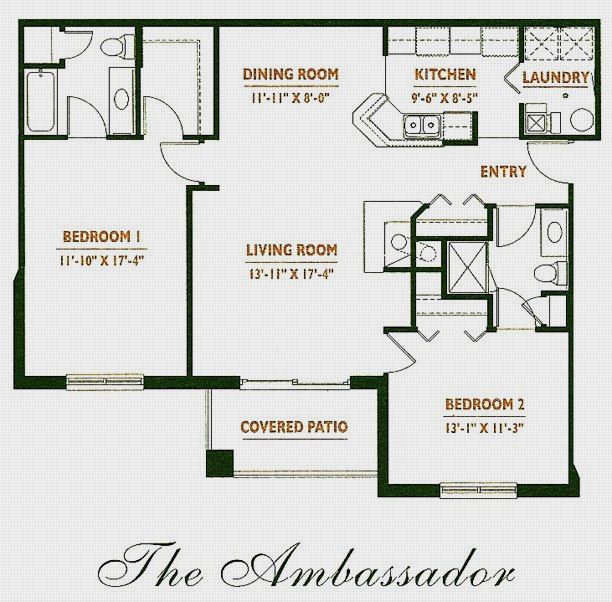 DINING ROOM
11'-11" X 8'-0"
KITCHEN
9'-6" X 8'-5"
LAUNDRY
ENTRY
BEDROOM 1
11'-10" X 17'-4"
LIVING ROOM
13'-11" X 17'-4"
BEDROOM 2
13'-1" X 11'-3"
COVERED PATIO
The Ambassador